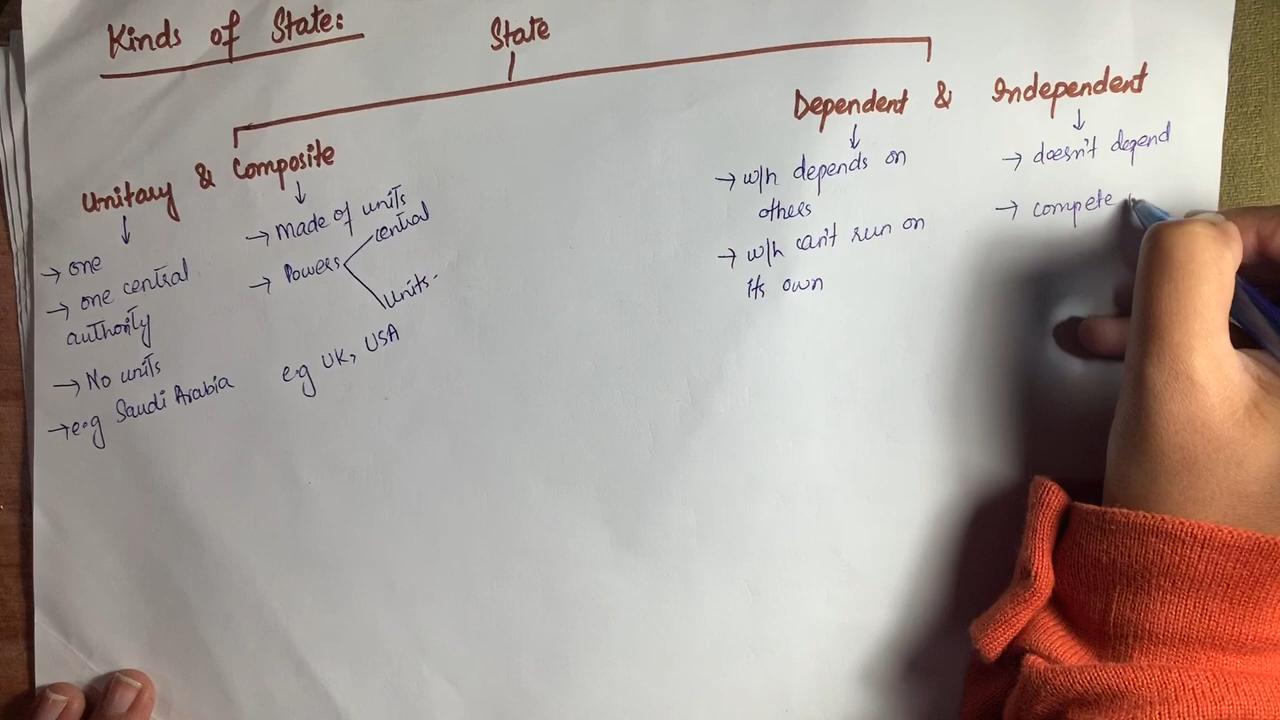 Kinds of State:
State
Unitary & Composite
→ one
→ one central
authority
→ No units
→ e.g Saudi Arabia
→ Made of units
→ Powers
central
units.
e.g UK, USA
Dependent & Independent
→ w/h depends on
others
→ w/h can't run on
its own
→ doesn't depend
→ compete